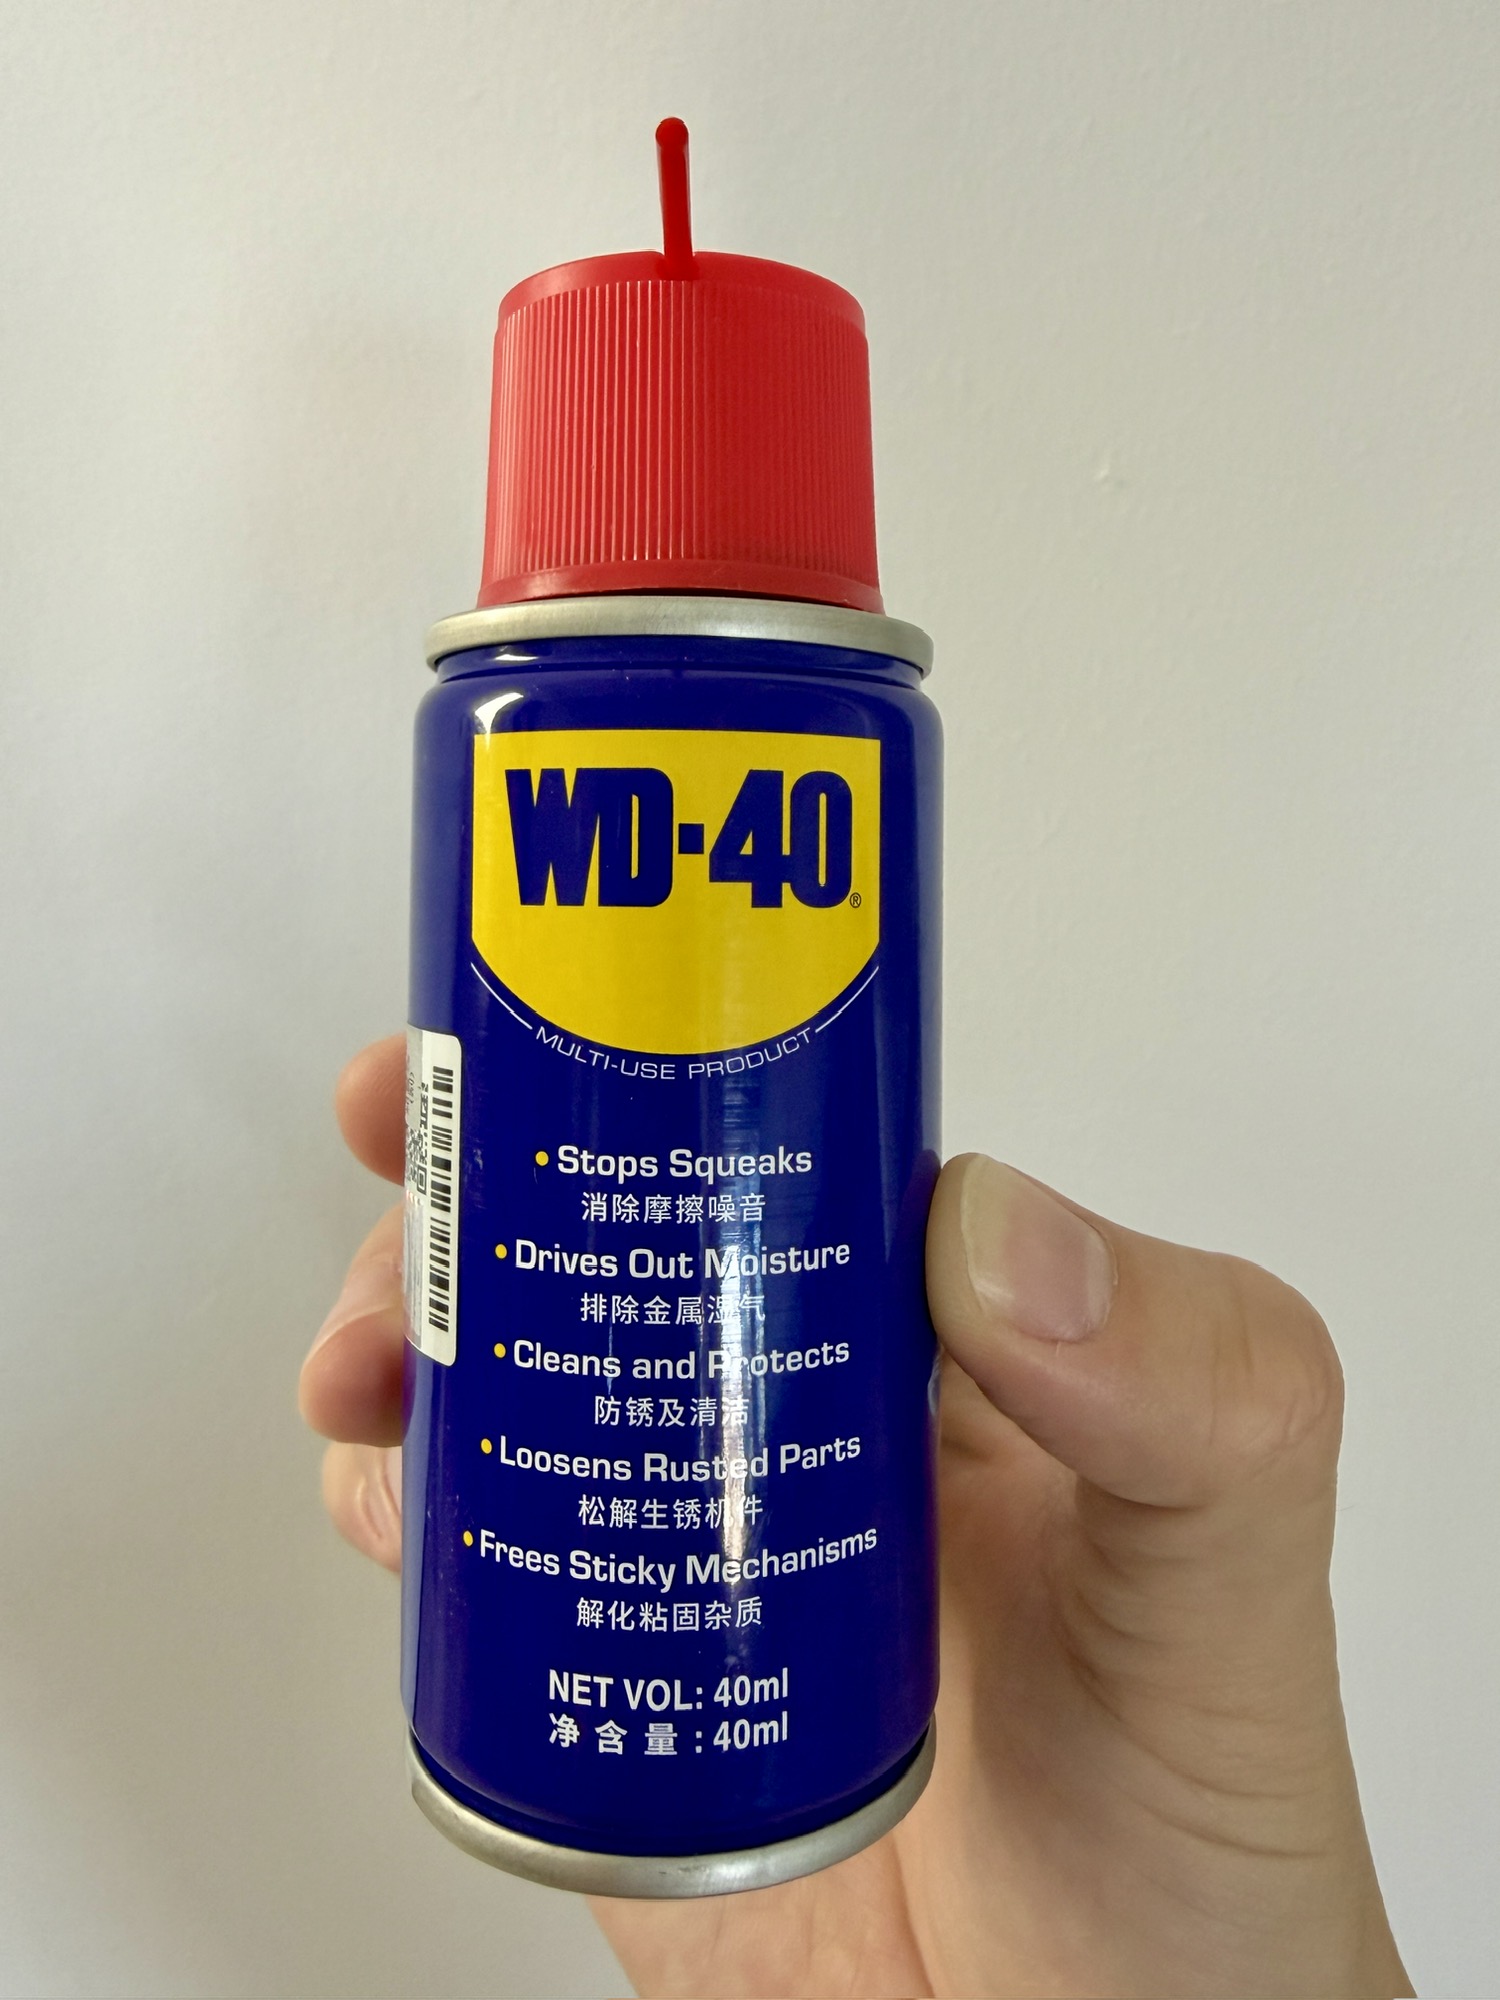 WD-40®
MULTI-USE PRODUCT
• Stops Squeaks
消除摩擦噪音
• Drives Out Moisture
排除金属湿气
• Cleans and Protects
防锈及清洁
• Loosens Rusted Parts
松解生锈机件
• Frees Sticky Mechanisms
解化粘固杂质
NET VOL: 40ml
净 含 量 : 40ml